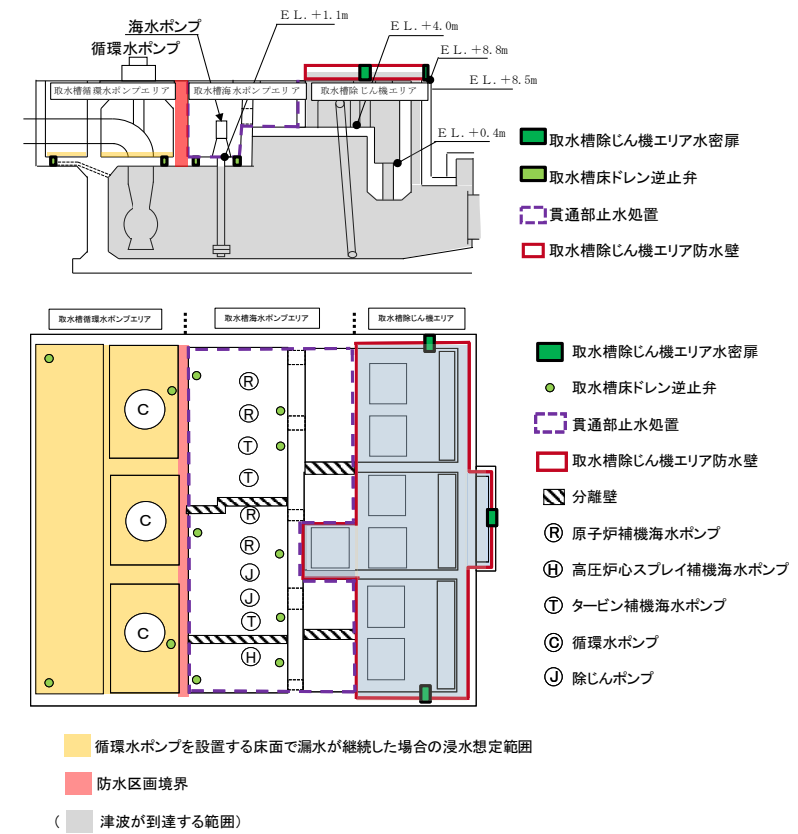 海水ポンプ
循環水ポンプ
ＥＬ．+1.1m
ＥＬ．+4.0m
ＥＬ．+8.8m
ＥＬ．+8.5m
取水槽循環水ポンプエリア
取水槽海水ポンプエリア
取水槽除じん機エリア
ＥＬ．+0.4m
取水槽除じん機エリア水密扉
取水槽床ドレン逆止弁
貫通部止水処置
取水槽除じん機エリア防水壁
取水槽循環水ポンプエリア
取水槽海水ポンプエリア
取水槽除じん機エリア
C
C
C
R
R
T
T
R
R
J
J
T
H
取水槽除じん機エリア水密扉
取水槽床ドレン逆止弁
貫通部止水処置
取水槽除じん機エリア防水壁
分離壁
Ⓡ 原子炉補機海水ポンプ
Ⓗ 高圧炉心スプレイ補機海水ポンプ
Ⓣ タービン補機海水ポンプ
Ⓒ 循環水ポンプ
Ⓙ 除じんポンプ
循環水ポンプを設置する床面で漏水が継続した場合の浸水想定範囲
防水区画境界
（ 津波が到達する範囲）